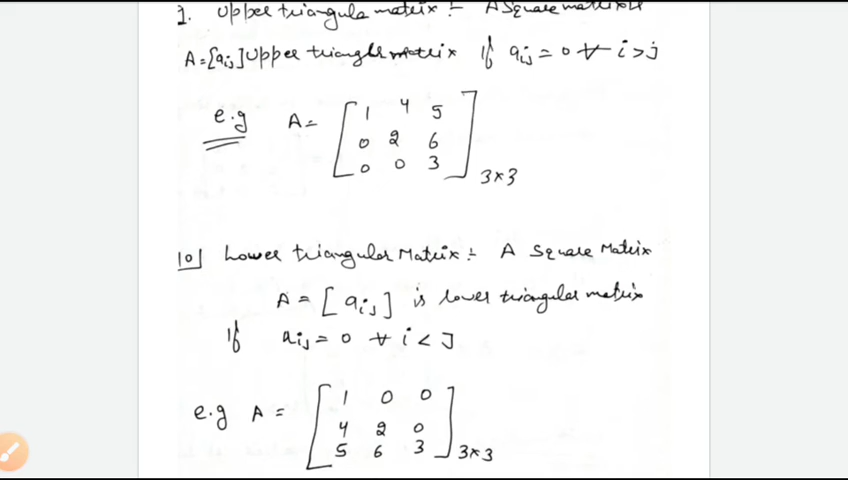 9. Upper triangula matrix :- A Square matrix
A=[aij] Upper triangle matrix If aij = 0 ∀ i>j
e.g A= [ 1 4 5
0 2 6
0 0 3 ] 3×3
10] Lower triangular Matrix :- A Square Matrix
A = [aij] is lower triangular matrix
If aij = 0 ∀ i < J
e.g A = [ 1 0 0
4 2 0
5 6 3 ] 3×3